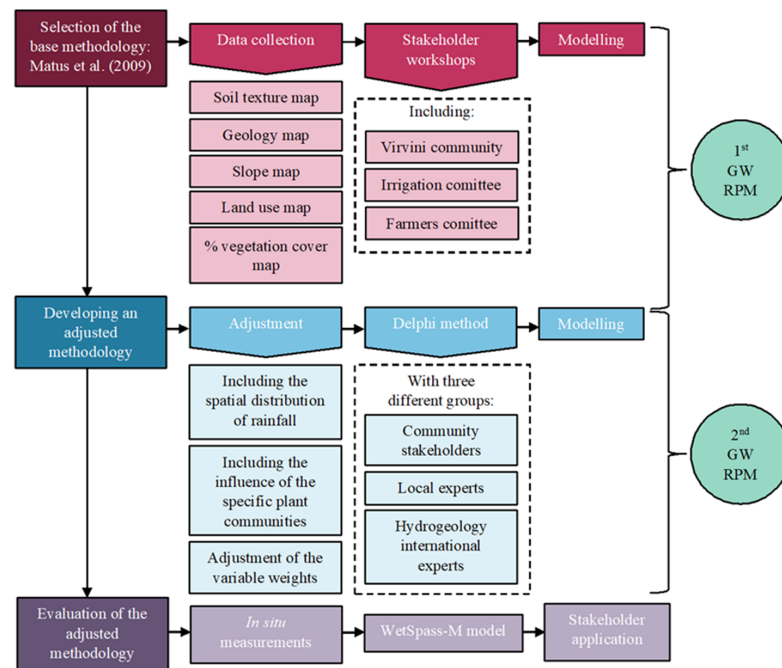 Selection of the
base methodology:
Matus et al. (2009)
Data collection
Stakeholder
workshops
Modelling
Soil texture map
Geology map
Slope map
Land use map
% vegetation cover
map
Including:
Virvini community
Irrigation comittee
Farmers comittee
1st
GW
RPM
Developing an
adjusted
methodology
Adjustment
Delphi method
Modelling
Including the
spatial distribution
of rainfall
Including the
influence of the
specific plant
communities
Adjustment of the
variable weights
With three
different groups:
Community
stakeholders
Local experts
Hydrogeology
international
experts
2nd
GW
RPM
Evaluation of the
adjusted
methodology
In situ
measurements
WetSpass-M model
Stakeholder
application